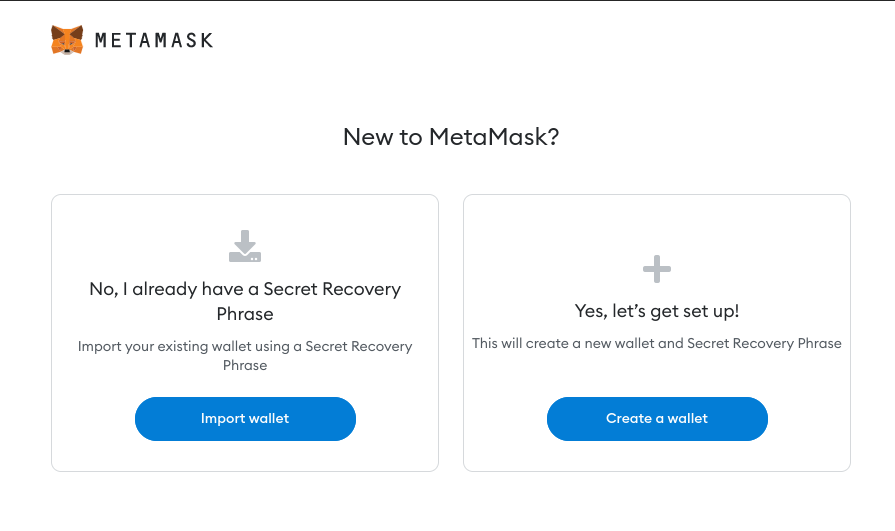 METAMASK
New to MetaMask?
No, I already have a Secret Recovery
Phrase
Import your existing wallet using a Secret Recovery
Phrase
Import wallet
Yes, let’s get set up!
This will create a new wallet and Secret Recovery Phrase
Create a wallet